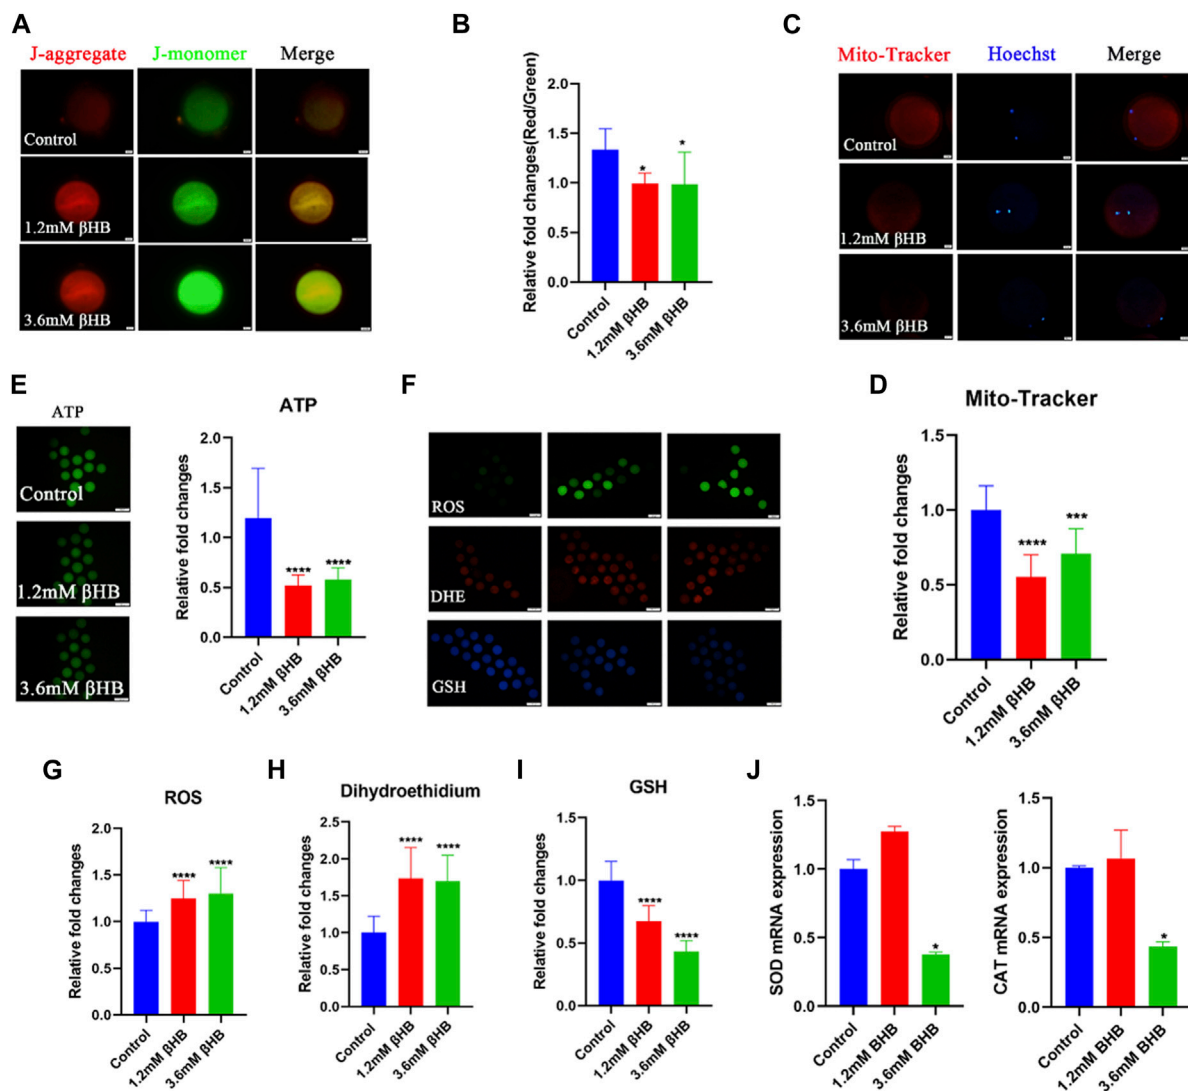 A
J-aggregate J-monomer Merge
Control
1.2mM βHB
3.6mM βHB
B
Relative fold changes(Red/Green)
2.0
1.5
1.0
0.5
0.0
*
*
Control
1.2mM βHB
3.6mM βHB
C
Mito-Tracker Hoechst Merge
Control
1.2mM βHB
3.6mM βHB
E
ATP
Control
1.2mM βHB
3.6mM βHB
ATP
Relative fold changes
2.0
1.5
1.0
0.5
0.0
****
****
Control
1.2mM βHB
3.6mM βHB
F
ROS
DHE
GSH
D
Mito-Tracker
Relative fold changes
1.5
1.0
0.5
0.0
****
***
Control
1.2mM βHB
3.6mM βHB
G
ROS
Relative fold changes
2.0
1.5
1.0
0.5
0.0
****
****
Control
1.2mM βHB
3.6mM βHB
H
Dihydroethidium
Relative fold changes
2.5
2.0
1.5
1.0
0.5
0.0
****
****
Control
1.2mM βHB
3.6mM βHB
I
GSH
Relative fold changes
1.5
1.0
0.5
0.0
****
****
Control
1.2mM βHB
3.6mM βHB
J
SOD mRNA expression
1.5
1.0
0.5
0.0
*
Control
1.2mM BHB
3.6mM BHB
CAT mRNA expression
1.5
1.0
0.5
0.0
*
Control
1.2mM BHB
3.6mM BHB